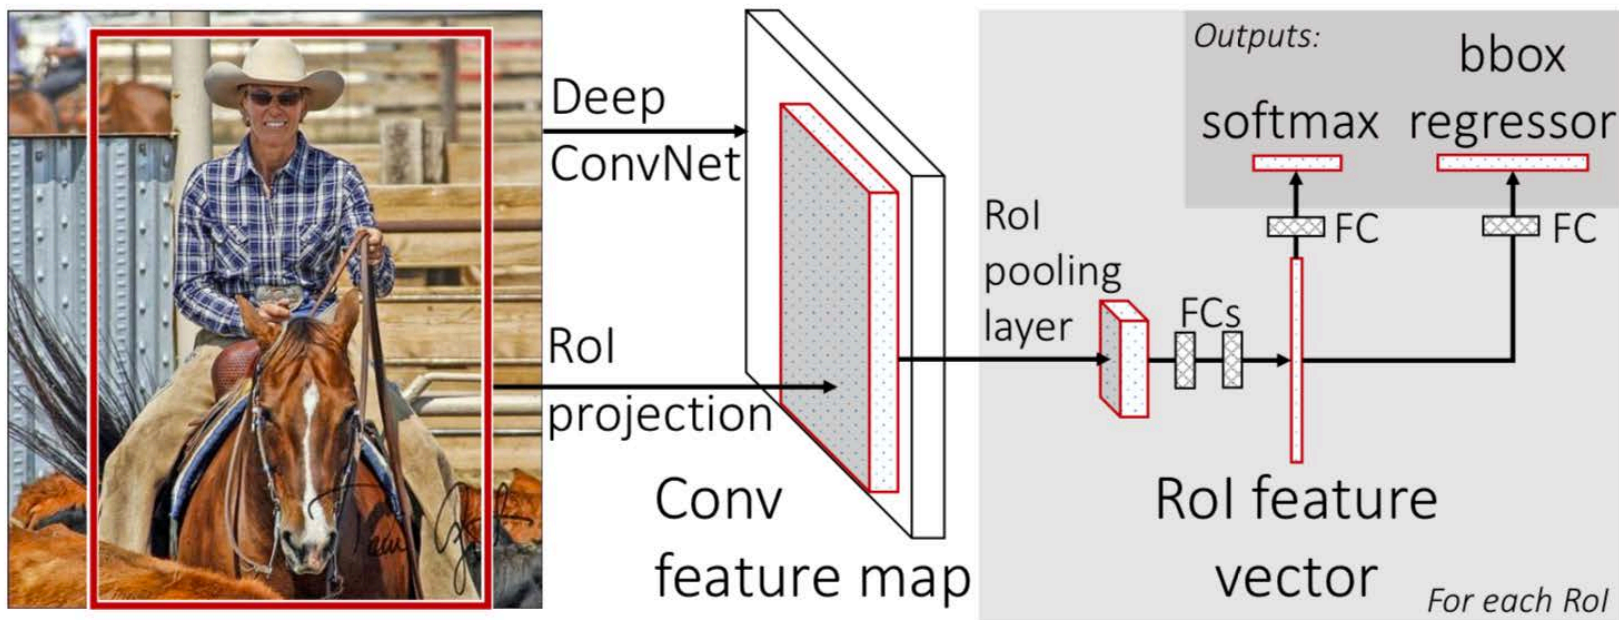 Deep
ConvNet
RoI
projection
Conv
feature map
RoI
pooling
layer
FCs
Outputs:
softmax
bbox
regressor
FC
FC
RoI feature
vector
For each RoI